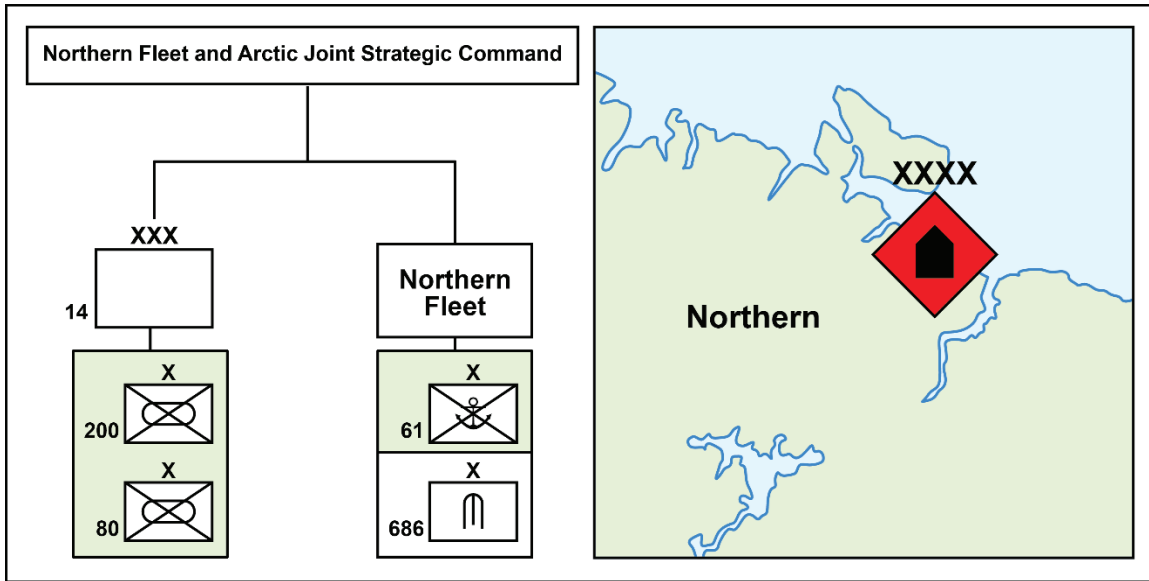 Northern Fleet and Arctic Joint Strategic Command
XXX
14
X
200
X
80
Northern
Fleet
X
61
X
686
XXXX
Northern